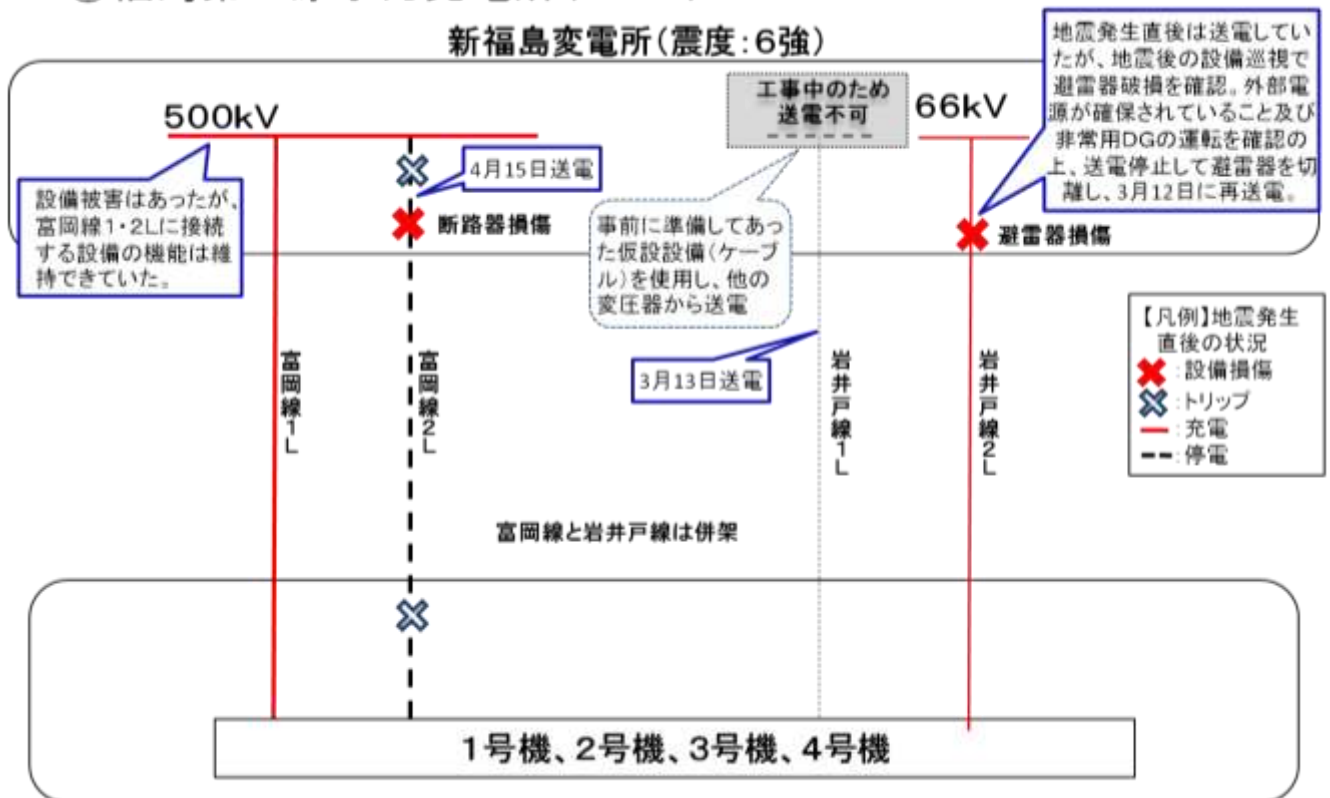 新福島変電所(震度:6強)
500kV
設備被害はあったが、
富岡線1・2Lに接続
する設備の機能は維
持できていた。
4月15日送電
断路器損傷
工事中のため
送電不可
事前に準備してあっ
た仮設設備(ケーブ
ル)を使用し、他の
変圧器から送電
3月13日送電
66kV
地震発生直後は送電してい
たが、地震後の設備巡視で
避雷器破損を確認。外部電
源が確保されていること及び
非常用DGの運転を確認の
上、送電停止して避雷器を切
離し、3月12日に再送電。
避雷器損傷
【凡例】地震発生
直後の状況
:設備損傷
:トリップ
:充電
:停電
富岡線1L
富岡線2L
岩井戸線1L
岩井戸線2L
富岡線と岩井戸線は併架
1号機、2号機、3号機、4号機